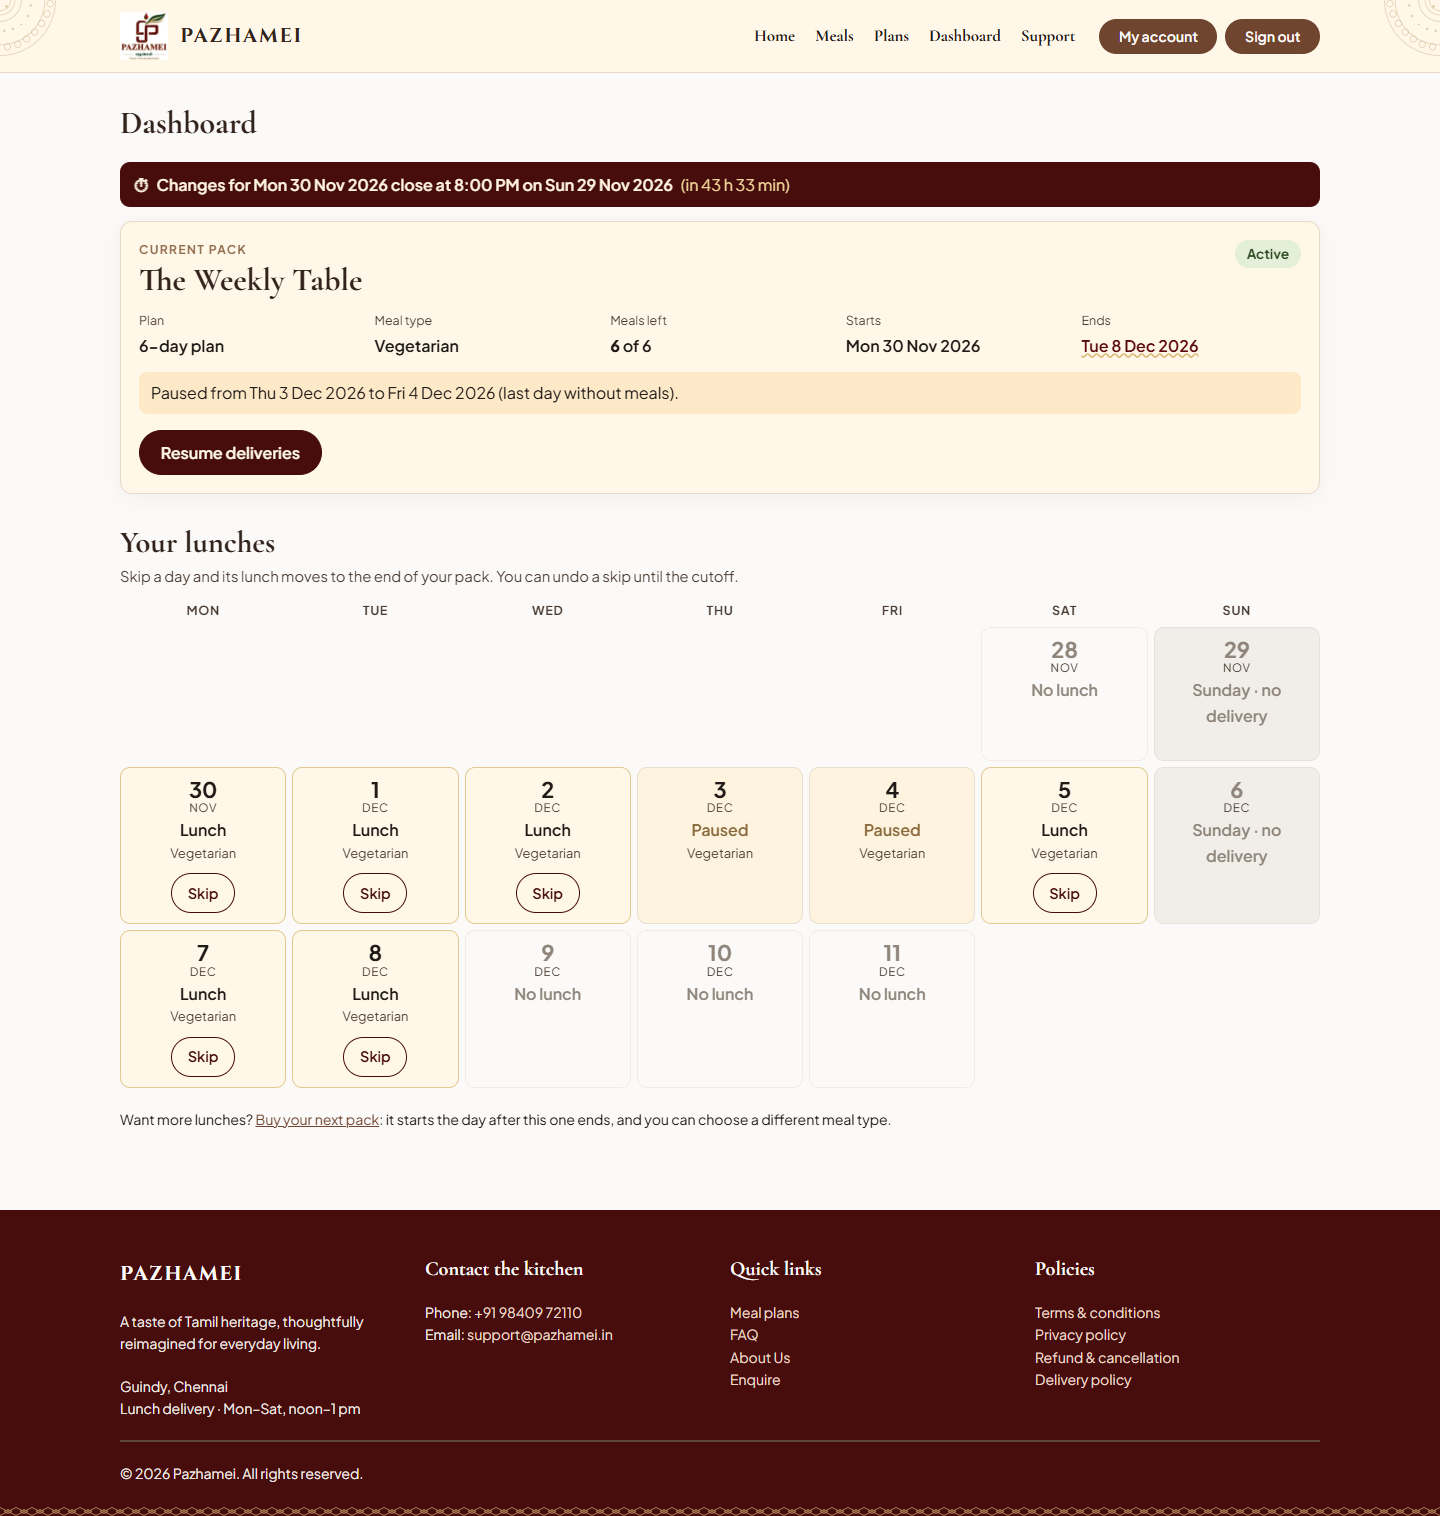 PAZHAMEI
PAZHAMEI
Home Meals Plans Dashboard Support My account Sign out
Dashboard
Changes for Mon 30 Nov 2026 close at 8:00 PM on Sun 29 Nov 2026 (in 43 h 33 min)
CURRENT PACK
Active
The Weekly Table
Plan Meal type Meals left Starts Ends
6-day plan Vegetarian 6 of 6 Mon 30 Nov 2026 Tue 8 Dec 2026
Paused from Thu 3 Dec 2026 to Fri 4 Dec 2026 (last day without meals).
Resume deliveries
Your lunches
Skip a day and its lunch moves to the end of your pack. You can undo a skip until the cutoff.
MON TUE WED THU FRI SAT SUN
28 29
NOV NOV
No lunch Sunday · no
delivery
30 1 2 3 4 5 6
NOV DEC DEC DEC DEC DEC DEC
Lunch Lunch Lunch Paused Paused Lunch Sunday · no
delivery
Vegetarian Vegetarian Vegetarian Vegetarian Vegetarian Vegetarian
Skip Skip Skip Skip
7 8 9 10 11
DEC DEC DEC DEC DEC
Lunch Lunch No lunch No lunch No lunch
Vegetarian Vegetarian
Skip Skip
Want more lunches? Buy your next pack: it starts the day after this one ends, and you can choose a different meal type.
PAZHAMEI
A taste of Tamil heritage, thoughtfully
reimagined for everyday living.
Guindy, Chennai
Lunch delivery · Mon–Sat, noon–1 pm
Contact the kitchen
Phone: +91 98409 72110
Email: support@pazhamei.in
Quick links
Meal plans
FAQ
About Us
Enquire
Policies
Terms & conditions
Privacy policy
Refund & cancellation
Delivery policy
© 2026 Pazhamei. All rights reserved.